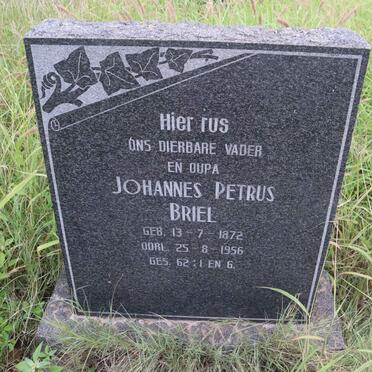 Hier rus
ONS DIERBARE VADER
EN OUPA
JOHANNES PETRUS
BRIEL
GEB. 13-7-1872
OORL. 25-8-1956
GES. 62:1 EN 6.